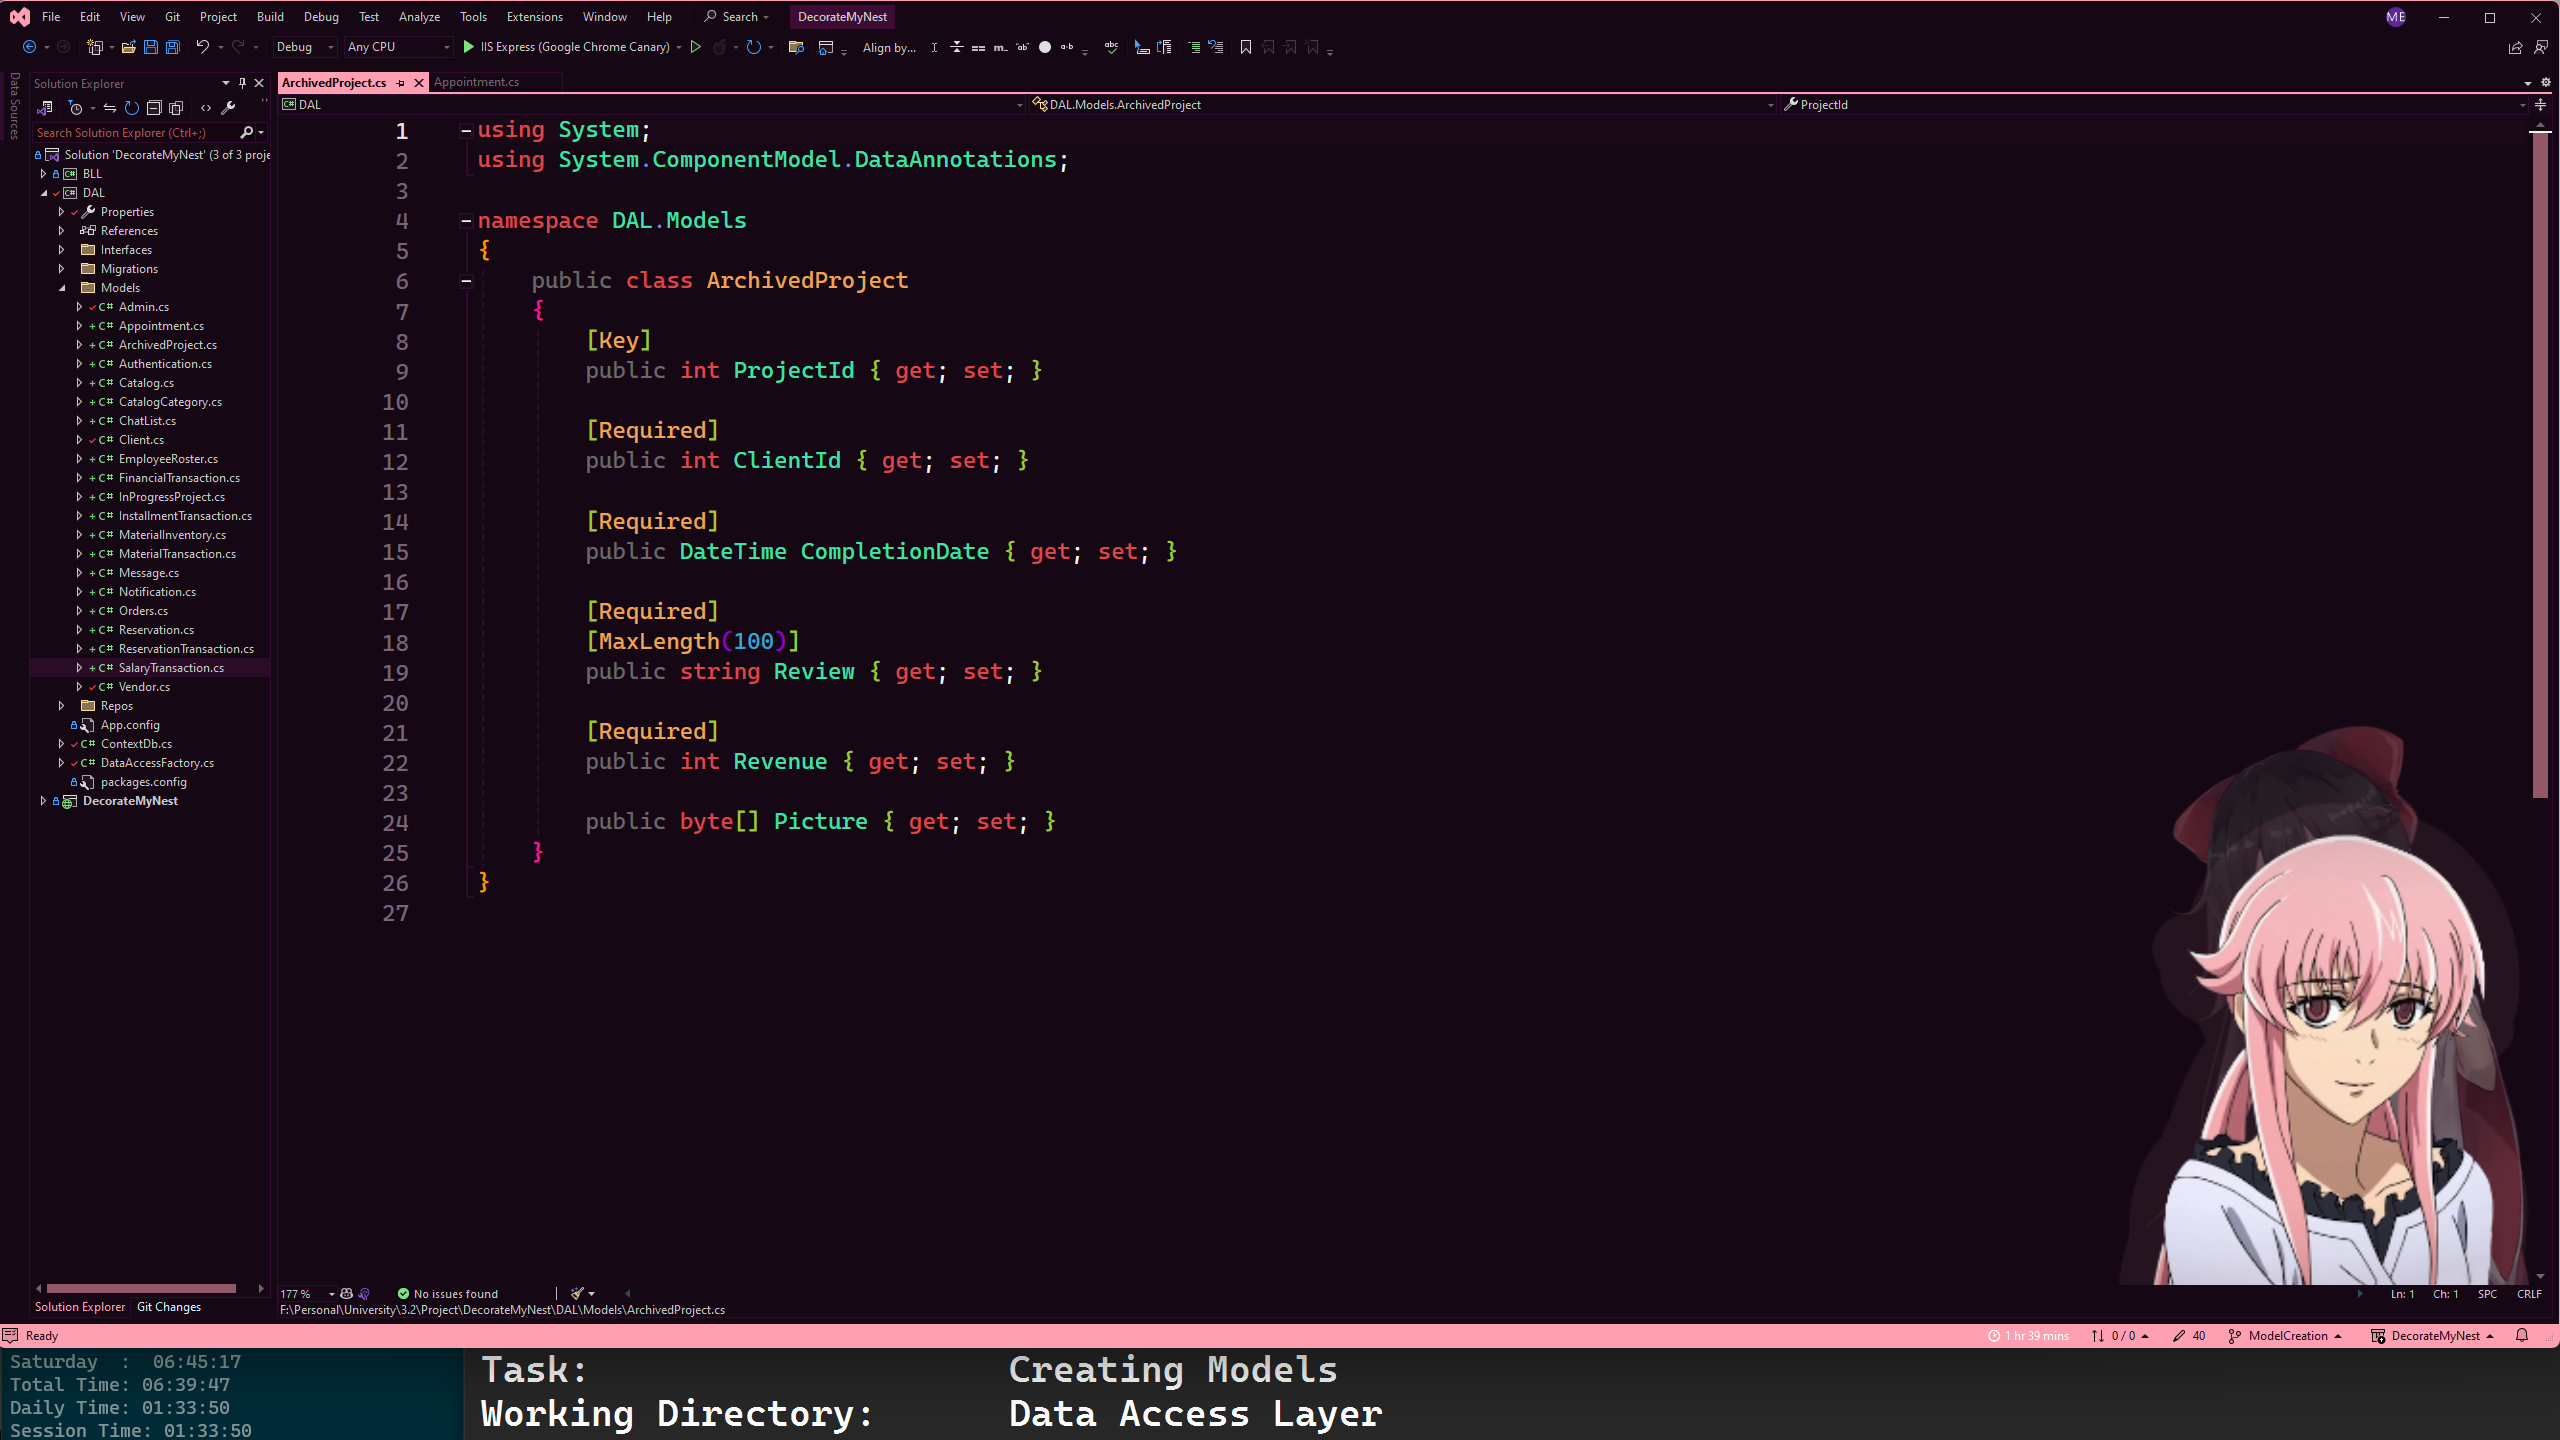 File Edit View Git Project Build Debug Test Analyze Tools Extensions Window Help Search DecorateMyNest ME
Debug Any CPU IIS Express (Google Chrome Canary) Align by...
Data Sources
Solution Explorer
Search Solution Explorer (Ctrl+;)
Solution 'DecorateMyNest' (3 of 3 proje
BLL
DAL
Properties
References
Interfaces
Migrations
Models
C# Admin.cs
C# Appointment.cs
C# ArchivedProject.cs
C# Authentication.cs
C# Catalog.cs
C# CatalogCategory.cs
C# ChatList.cs
C# Client.cs
C# EmployeeRoster.cs
C# FinancialTransaction.cs
C# InProgressProject.cs
C# InstallmentTransaction.cs
C# MaterialInventory.cs
C# MaterialTransaction.cs
C# Message.cs
C# Notification.cs
C# Orders.cs
C# Reservation.cs
C# ReservationTransaction.cs
C# SalaryTransaction.cs
C# Vendor.cs
Repos
App.config
C# ContextDb.cs
C# DataAccessFactory.cs
packages.config
DecorateMyNest
Solution Explorer Git Changes
ArchivedProject.cs Appointment.cs
DAL DAL.Models.ArchivedProject ProjectId
1 using System;
2 using System.ComponentModel.DataAnnotations;
3
4 namespace DAL.Models
5 {
6 public class ArchivedProject
7 {
8 [Key]
9 public int ProjectId { get; set; }
10
11 [Required]
12 public int ClientId { get; set; }
13
14 [Required]
15 public DateTime CompletionDate { get; set; }
16
17 [Required]
18 [MaxLength(100)]
19 public string Review { get; set; }
20
21 [Required]
22 public int Revenue { get; set; }
23
24 public byte[] Picture { get; set; }
25 }
26 }
27
177 % No issues found Ln: 1 Ch: 1 SPC CRLF
F:\Personal\University\3.2\Project\DecorateMyNest\DAL\Models\ArchivedProject.cs
Ready 1 hr 39 mins 0 / 0 40 ModelCreation DecorateMyNest
Saturday : 06:45:17
Total Time: 06:39:47
Daily Time: 01:33:50
Session Time: 01:33:50
Task: Creating Models
Working Directory: Data Access Layer